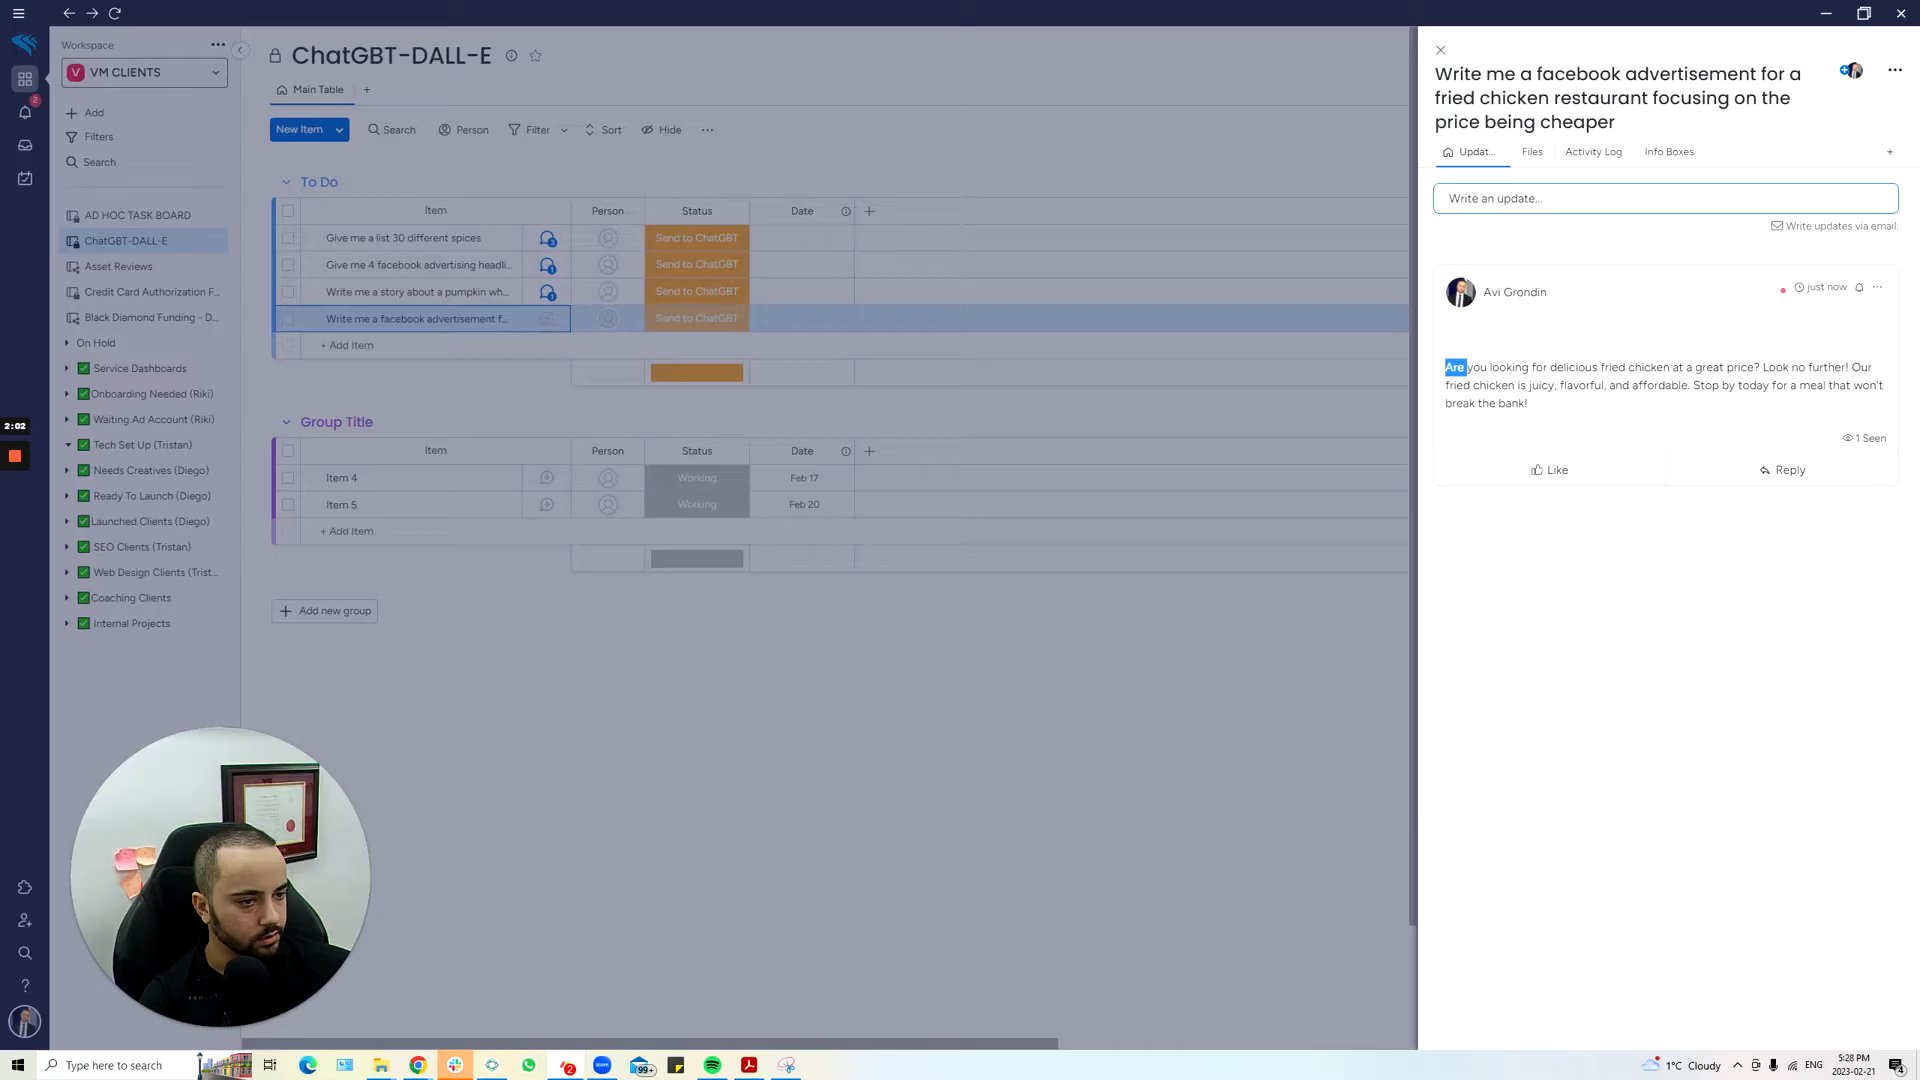 Workspace
V VM CLIENTS
Add
Filters
Search
AD HOC TASK BOARD
ChatGBT-DALL-E
Asset Reviews
Credit Card Authorization F...
Black Diamond Funding - D...
On Hold
Service Dashboards
Onboarding Needed (Riki)
Waiting Ad Account (Riki)
Tech Set Up (Tristan)
Needs Creatives (Diego)
Ready To Launch (Diego)
Launched Clients (Diego)
SEO Clients (Tristan)
Web Design Clients (Trist...
Coaching Clients
Internal Projects
2
2:02
ChatGBT-DALL-E
Main Table +
New Item Search Person Filter Sort Hide
To Do
Item Person Status Date
Give me a list 30 different spices 3 Send to ChatGBT
Give me 4 facebook advertising headli... 1 Send to ChatGBT
Write me a story about a pumpkin wh... 1 Send to ChatGBT
Write me a facebook advertisement f... Send to ChatGBT
+ Add Item
Group Title
Item Person Status Date
Item 4 Working Feb 17
Item 5 Working Feb 20
+ Add Item
Add new group
Write me a facebook advertisement for a
fried chicken restaurant focusing on the
price being cheaper
Updat... Files Activity Log Info Boxes +
Write an update...
Write updates via email:
Avi Grondin just now
Are you looking for delicious fried chicken at a great price? Look no further! Our
fried chicken is juicy, flavorful, and affordable. Stop by today for a meal that won't
break the bank!
1 Seen
Like Reply
Type here to search
zoom
2
99+
1°C Cloudy ENG
5:28 PM
2023-02-21
4